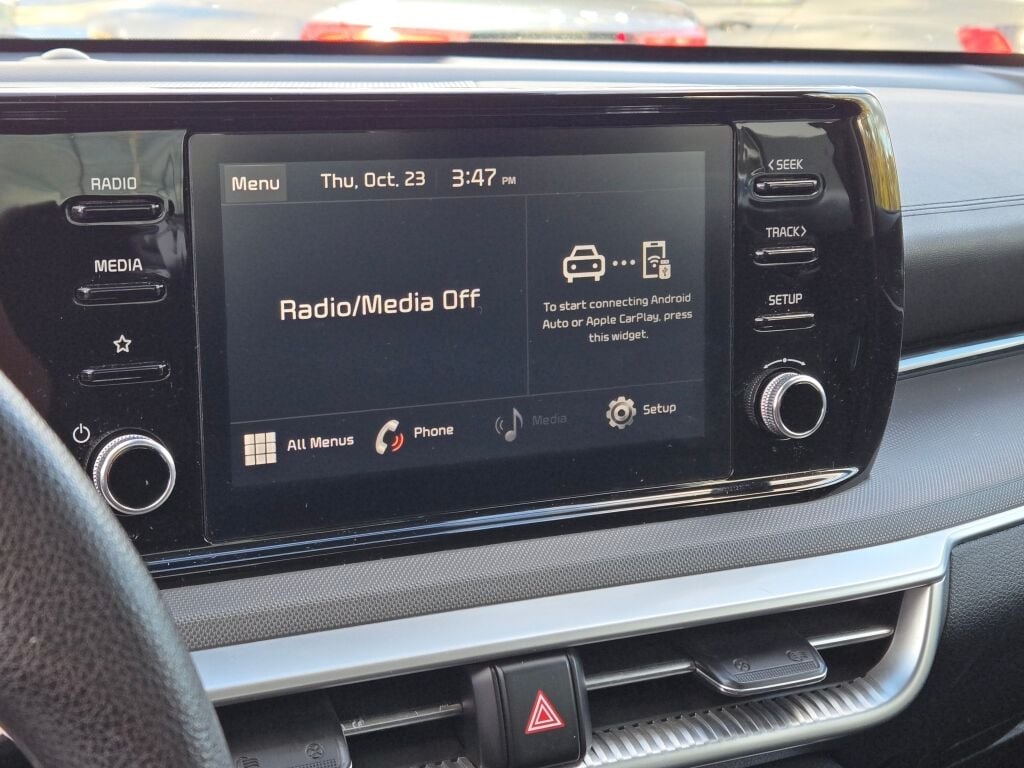 RADIO
MEDIA
Menu Thu, Oct. 23 3:47 PM
Radio/Media Off
To start connecting Android
Auto or Apple CarPlay, press
this widget.
All Menus Phone Media Setup
<SEEK
TRACK>
SETUP